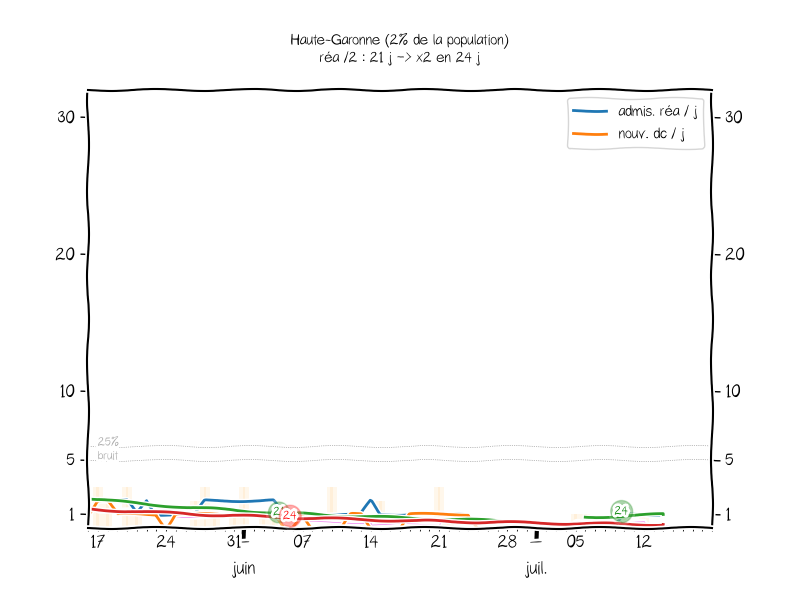 Haute-Garonne (2% de la population)
réa /2 : 21 j -> x2 en 24 j
admis. réa / j
nouv. dc / j
30 30
20 20
10 10
25%
bruit
5 5
24 24
1 1
17 24 31 07 14 21 28 05 12
juin juil.